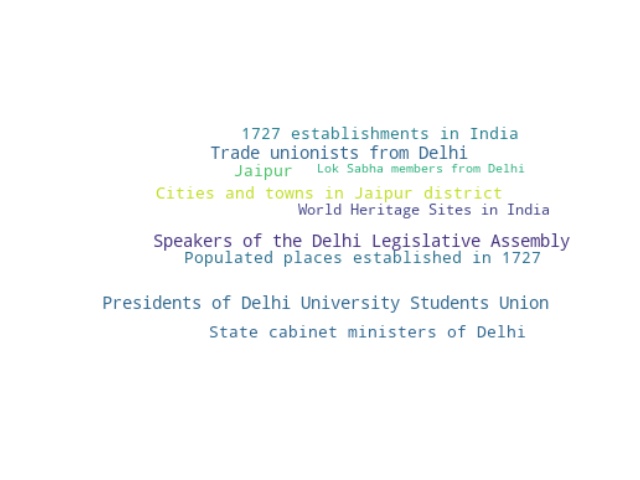 1727 establishments in India
Trade unionists from Delhi
Jaipur
Lok Sabha members from Delhi
Cities and towns in Jaipur district
World Heritage Sites in India
Speakers of the Delhi Legislative Assembly
Populated places established in 1727
Presidents of Delhi University Students Union
State cabinet ministers of Delhi